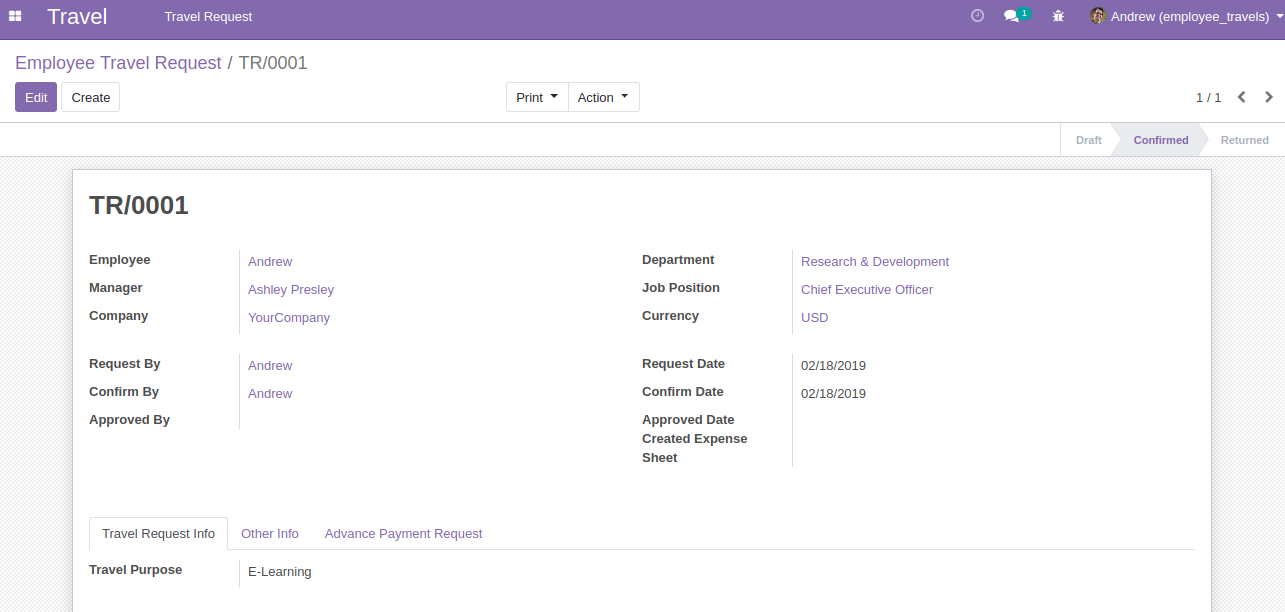 Travel Travel Request 1 Andrew (employee_travels)
Employee Travel Request / TR/0001
Edit Create Print Action 1 / 1
Draft Confirmed Returned
TR/0001
Employee Andrew Department Research & Development
Manager Ashley Presley Job Position Chief Executive Officer
Company YourCompany Currency USD
Request By Andrew Request Date 02/18/2019
Confirm By Andrew Confirm Date 02/18/2019
Approved By Approved Date
Created Expense
Sheet
Travel Request Info Other Info Advance Payment Request
Travel Purpose E-Learning